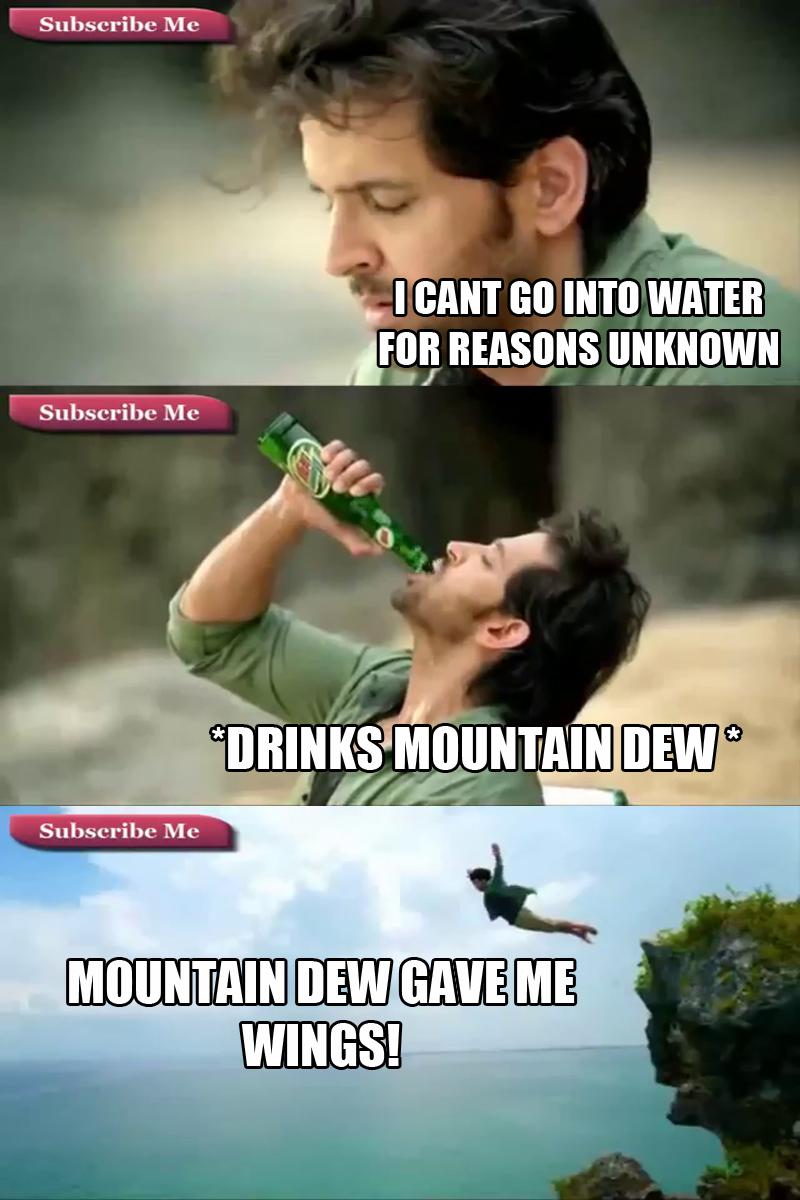 Subscribe Me
I CANT GO INTO WATER
FOR REASONS UNKNOWN
Subscribe Me
*DRINKS MOUNTAIN DEW *
Subscribe Me
MOUNTAIN DEW GAVE ME
WINGS!